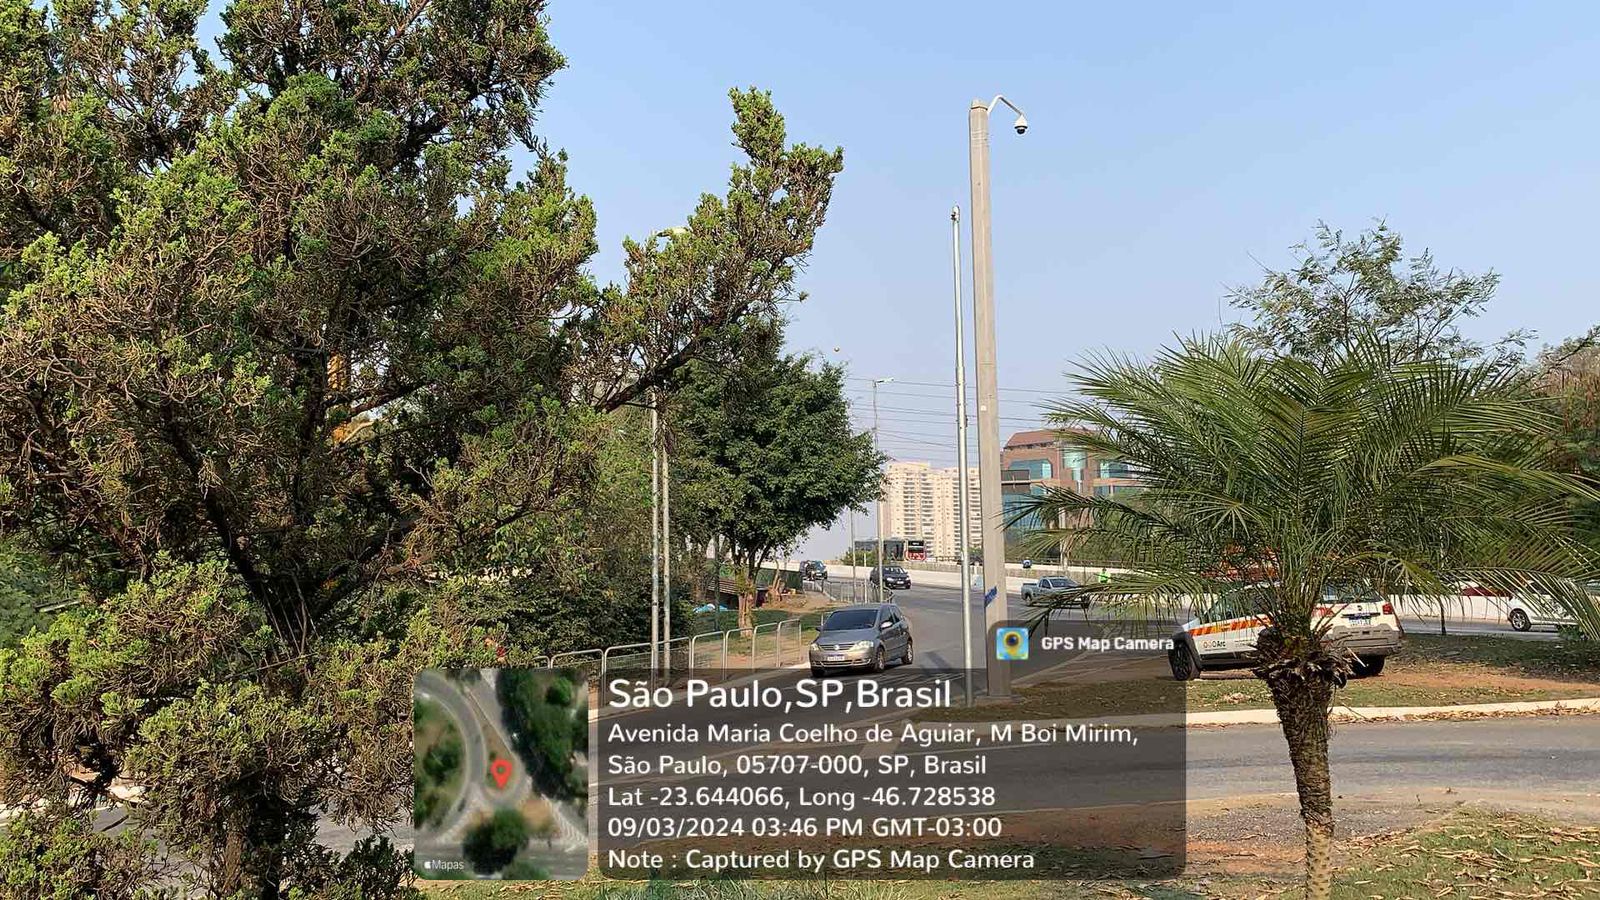 GPS Map Camera
São Paulo,SP,Brasil
Avenida Maria Coelho de Aguiar, M Boi Mirim,
São Paulo, 05707-000, SP, Brasil
Lat -23.644066, Long -46.728538
09/03/2024 03:46 PM GMT-03:00
Note : Captured by GPS Map Camera
Mapas